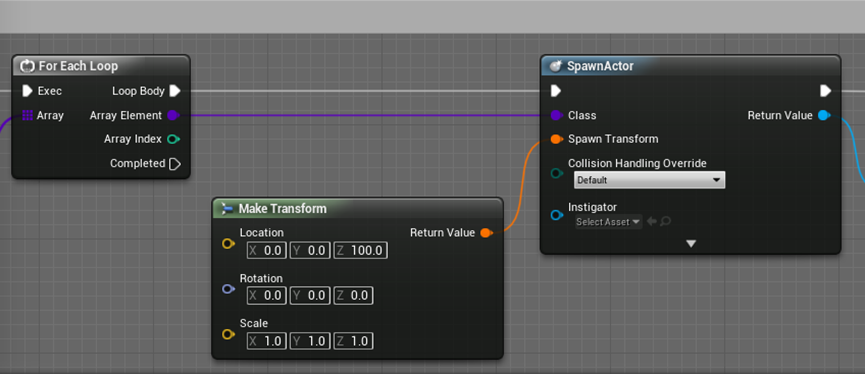 For Each Loop
Exec Loop Body
Array Array Element
Array Index
Completed
SpawnActor
Class Return Value
Spawn Transform
Collision Handling Override
Default
Instigator
Select Asset
Make Transform
Location Return Value
X 0.0 Y 0.0 Z 100.0
Rotation
X 0.0 Y 0.0 Z 0.0
Scale
X 1.0 Y 1.0 Z 1.0